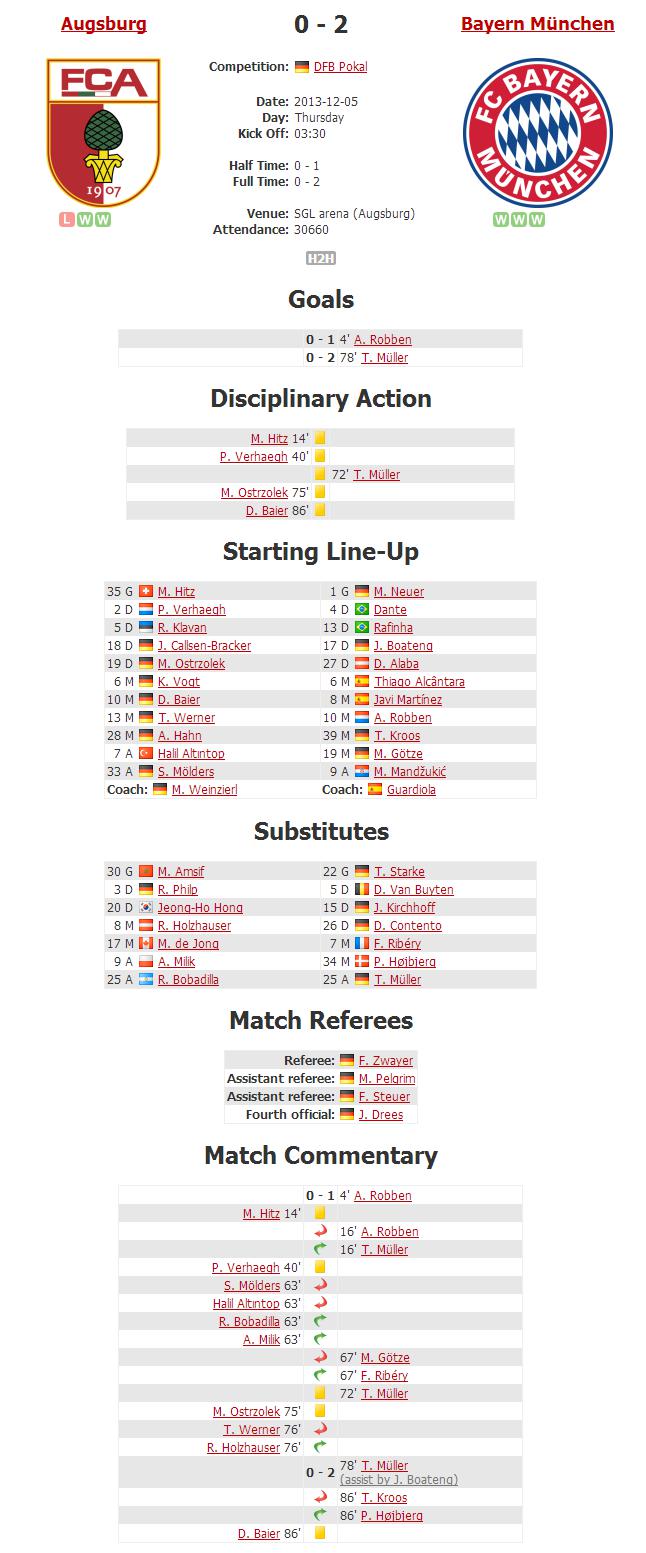 Augsburg 0 - 2 Bayern München
FCA
1907
FC BAYERN
MÜNCHEN
Competition: DFB Pokal
Date: 2013-12-05
Day: Thursday
Kick Off: 03:30
Half Time: 0 - 1
Full Time: 0 - 2
Venue: SGL arena (Augsburg)
Attendance: 30660
L W W
W W W
H2H
Goals
0 - 1 4' A. Robben
0 - 2 78' T. Müller
Disciplinary Action
M. Hitz 14'
P. Verhaegh 40'
72' T. Müller
M. Ostrzolek 75'
D. Baier 86'
Starting Line-Up
35 G M. Hitz 1 G M. Neuer
2 D P. Verhaegh 4 D Dante
5 D R. Klavan 13 D Rafinha
18 D J. Callsen-Bracker 17 D J. Boateng
19 D M. Ostrzolek 27 D D. Alaba
6 M K. Vogt 6 M Thiago Alcântara
10 M D. Baier 8 M Javi Martínez
13 M T. Werner 10 M A. Robben
28 M A. Hahn 39 M T. Kroos
7 A Halil Altıntop 19 M M. Götze
33 A S. Mölders 9 A M. Mandžukić
Coach: M. Weinzierl Coach: Guardiola
Substitutes
30 G M. Amsif 22 G T. Starke
3 D R. Philp 5 D D. Van Buyten
20 D Jeong-Ho Hong 15 D J. Kirchhoff
8 M R. Holzhauser 26 D D. Contento
17 M M. de Jong 7 M F. Ribéry
9 A A. Milik 34 M P. Højbjerg
25 A R. Bobadilla 25 A T. Müller
Match Referees
Referee: F. Zwayer
Assistant referee: M. Pelgrim
Assistant referee: F. Steuer
Fourth official: J. Drees
Match Commentary
0 - 1 4' A. Robben
M. Hitz 14'
16' A. Robben
16' T. Müller
P. Verhaegh 40'
S. Mölders 63'
Halil Altıntop 63'
R. Bobadilla 63'
A. Milik 63'
67' M. Götze
67' F. Ribéry
72' T. Müller
M. Ostrzolek 75'
T. Werner 76'
R. Holzhauser 76'
0 - 2 78' T. Müller
(assist by J. Boateng)
86' T. Kroos
86' P. Højbjerg
D. Baier 86'